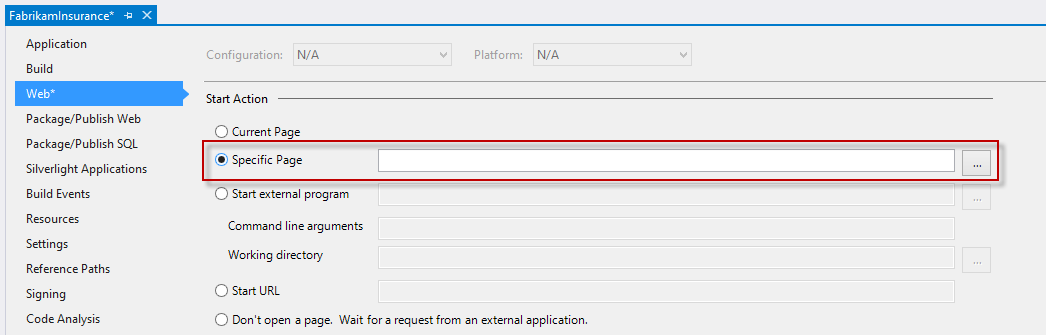 FabrikamInsurance*
Application
Build
Web*
Package/Publish Web
Package/Publish SQL
Silverlight Applications
Build Events
Resources
Settings
Reference Paths
Signing
Code Analysis
Configuration: N/A Platform: N/A
Start Action
Current Page
Specific Page ...
Start external program ...
Command line arguments
Working directory ...
Start URL
Don't open a page. Wait for a request from an external application.